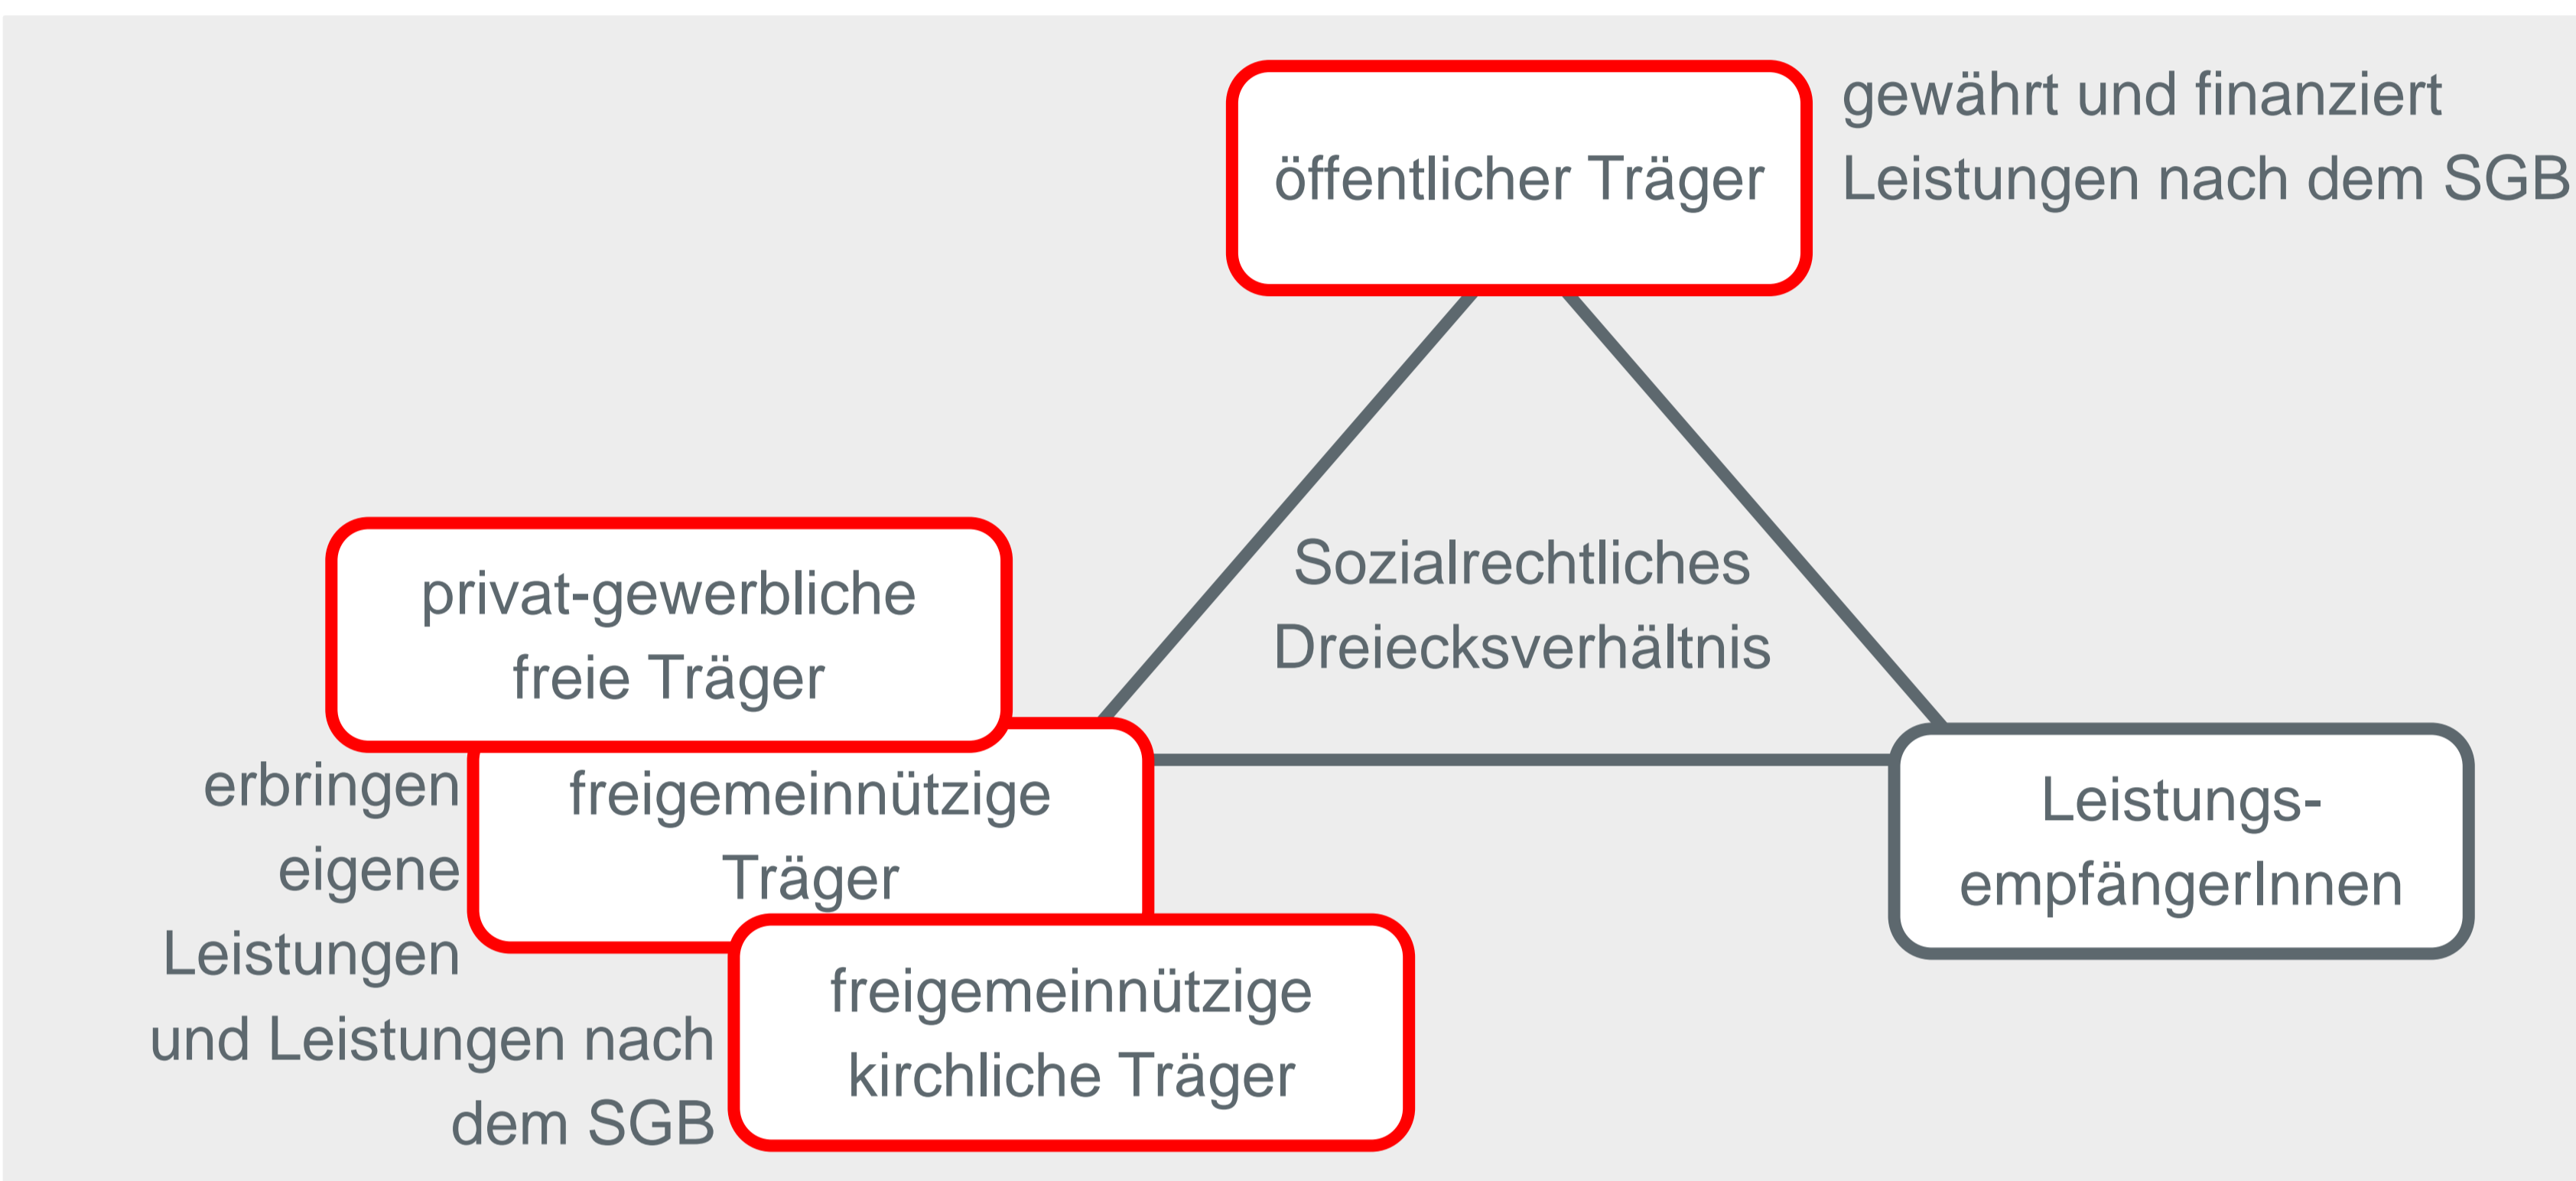 öffentlicher Träger
gewährt und finanziert
Leistungen nach dem SGB
Sozialrechtliches
Dreiecksverhältnis
privat-gewerbliche
freie Träger
freigemeinnützige
Träger
freigemeinnützige
kirchliche Träger
erbringen
eigene
Leistungen
und Leistungen nach
dem SGB
Leistungs-
empfängerInnen